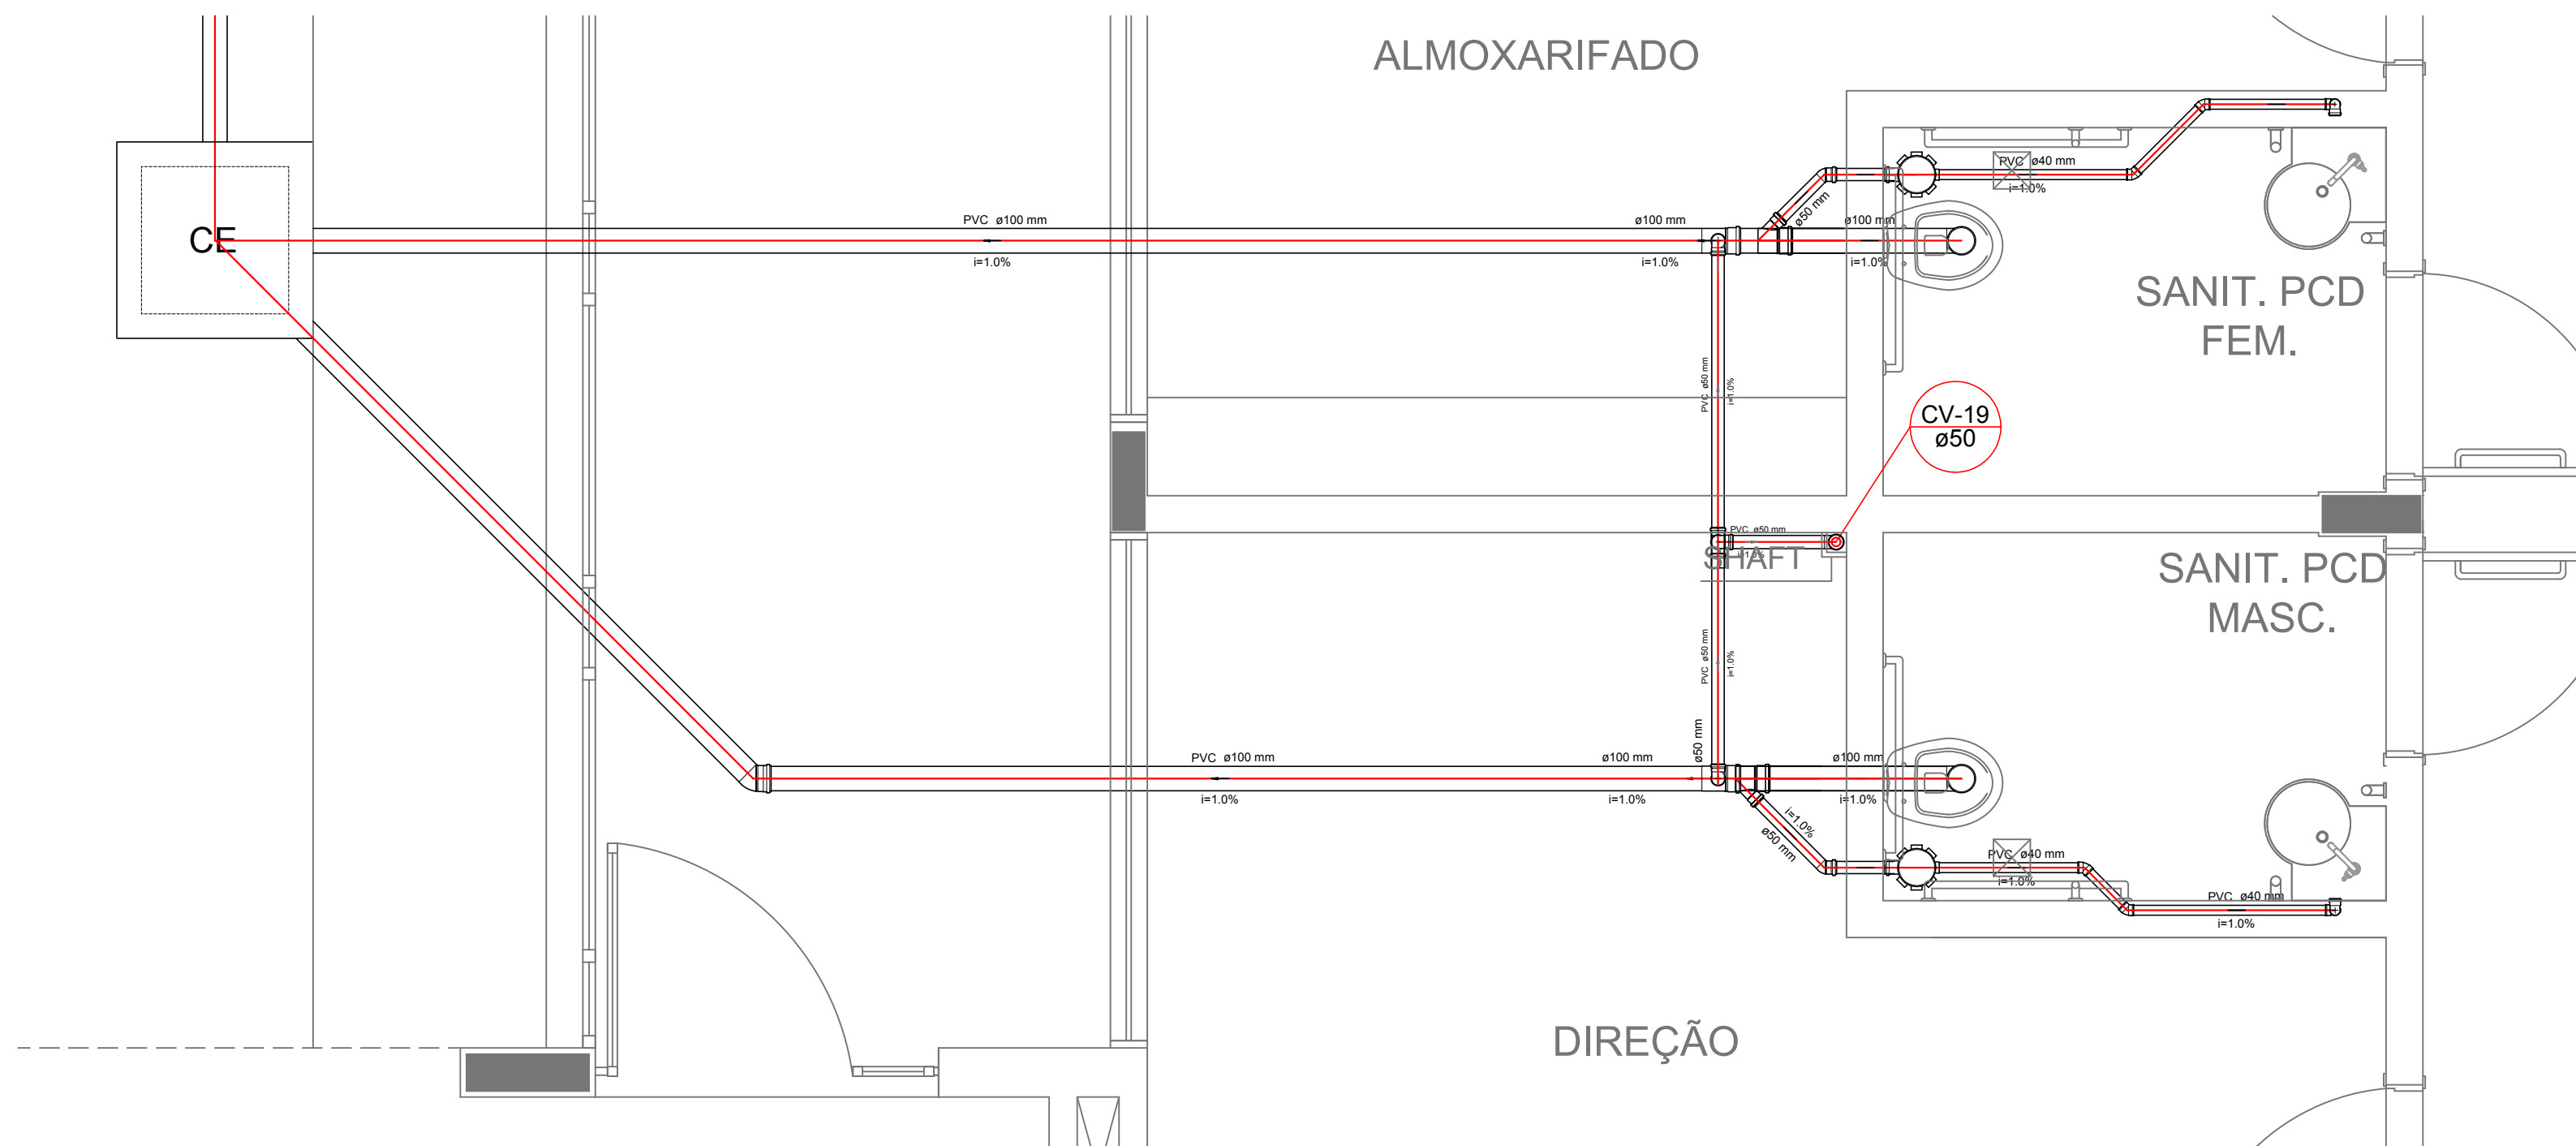 ALMOXARIFADO
PVC ø40 mm
i=1.0%
ø50 mm
PVC ø100 mm
ø100 mm
ø100 mm
CE
i=1.0%
i=1.0%
i=1.0%
SANIT. PCD
FEM.
PVC ø50 mm
i=1.0%
CV-19
ø50
PVC ø50 mm
i=1.0%
SHAFT
SANIT. PCD
MASC.
PVC ø50 mm
i=1.0%
ø50 mm
PVC ø100 mm
ø100 mm
ø100 mm
i=1.0%
i=1.0%
i=1.0%
i=1.0%
ø50 mm
PVC ø40 mm
i=1.0%
PVC ø40 mm
i=1.0%
DIREÇÃO